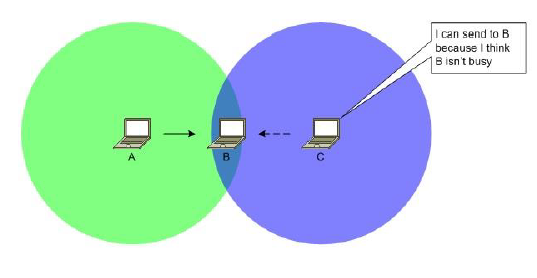 I can send to B
because I think
B isn't busy
A
B
C